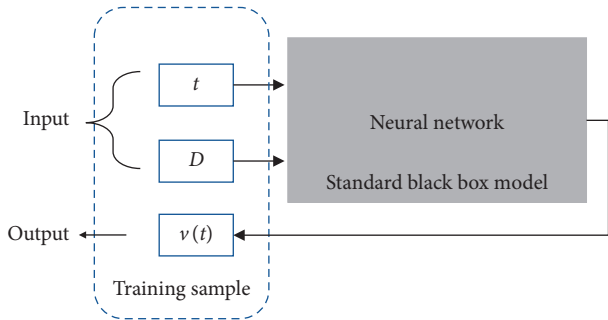 t
Input
Neural network
D
Standard black box model
Output
v(t)
Training sample